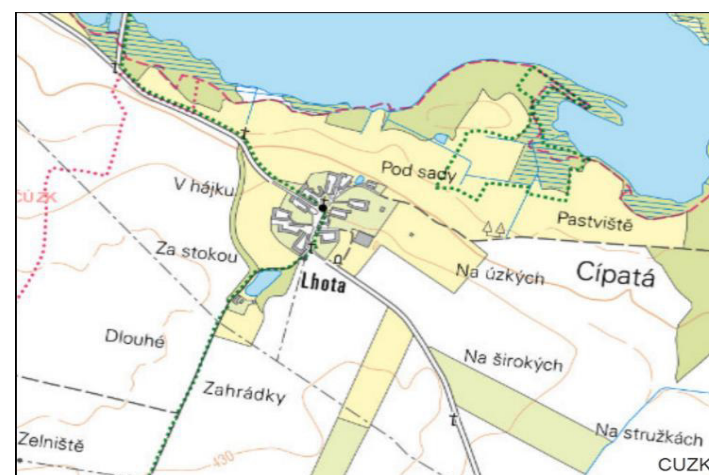 Pod sady
V hájku
ČÚZK
Pastviště
Za stokou
Na úzkých
Cípatá
Lhota
Dlouhé
Na širokých
Zahrádky
Na stružkách
Zelniště
430
CUZK